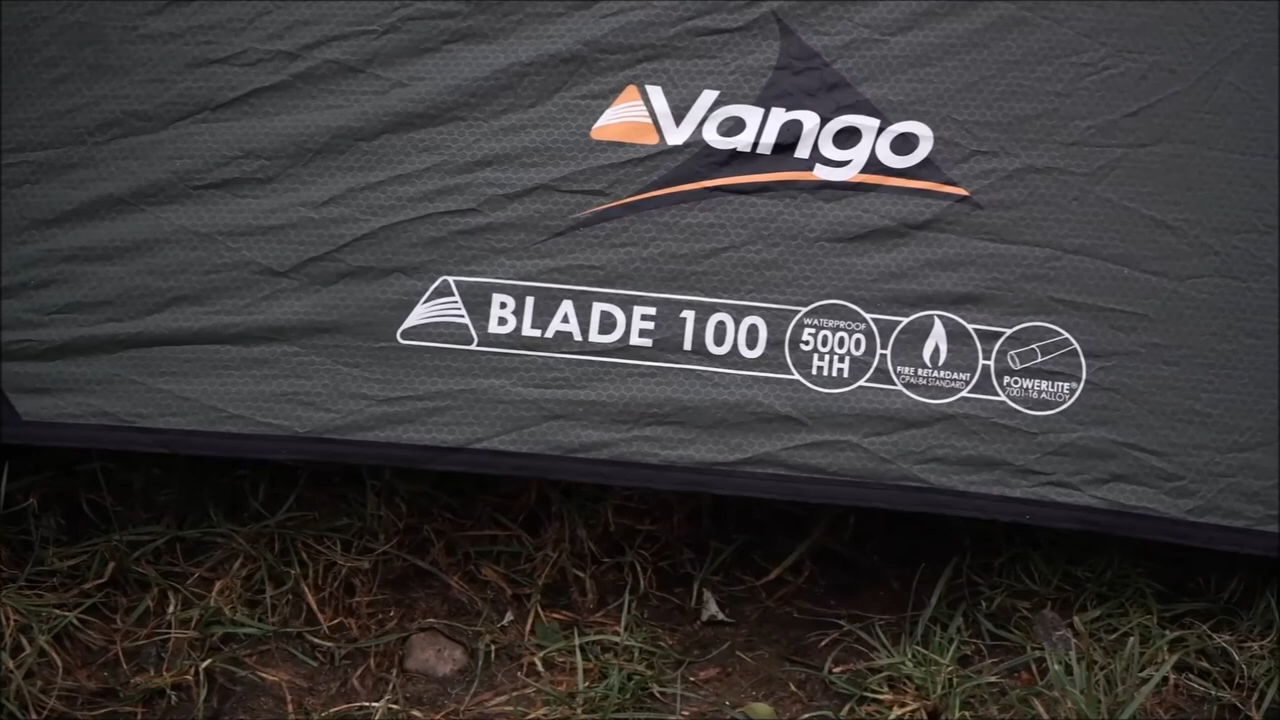 Vango
BLADE 100
WATERPROOF
5000
HH
FIRE RETARDANT
CPAI-84 STANDARD
POWERLITE®
7001-T6 ALLOY